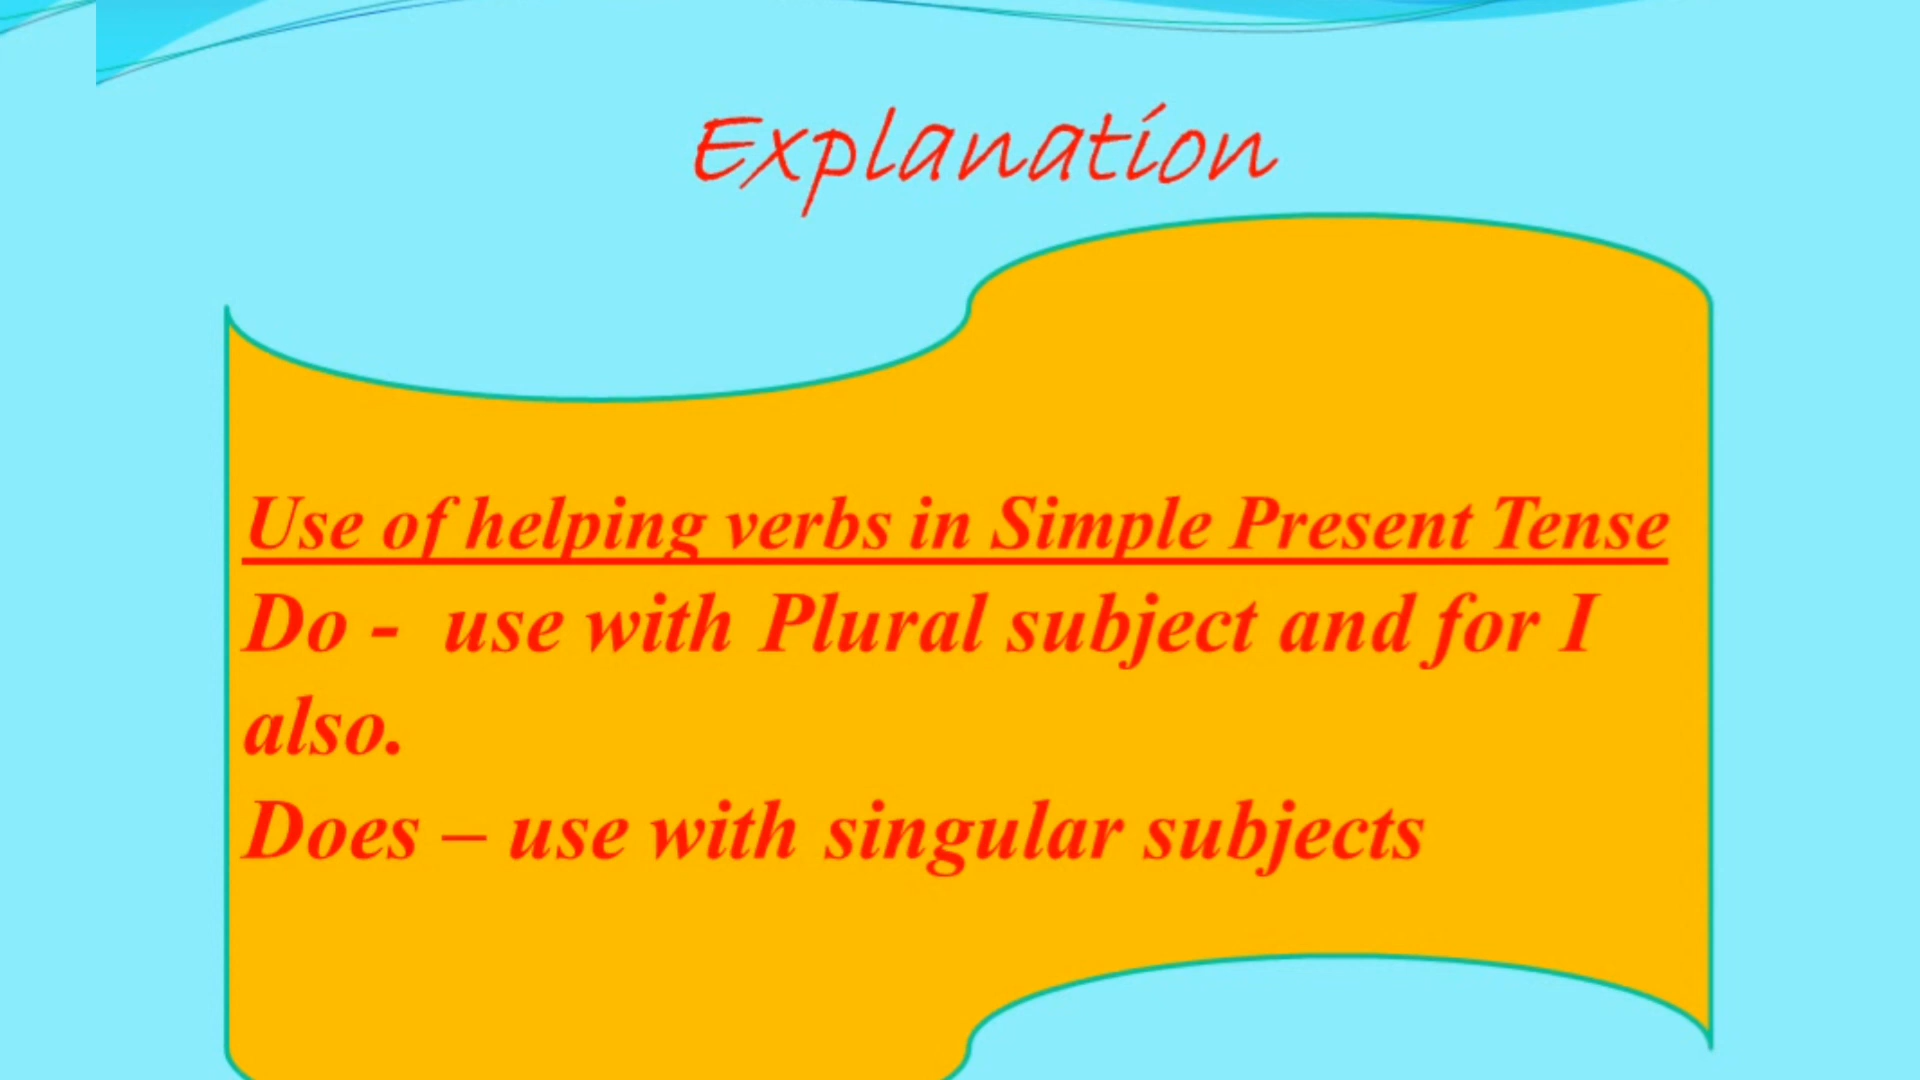 Explanation
Use of helping verbs in Simple Present Tense
Do -  use with Plural subject and for I
also.
Does – use with singular subjects